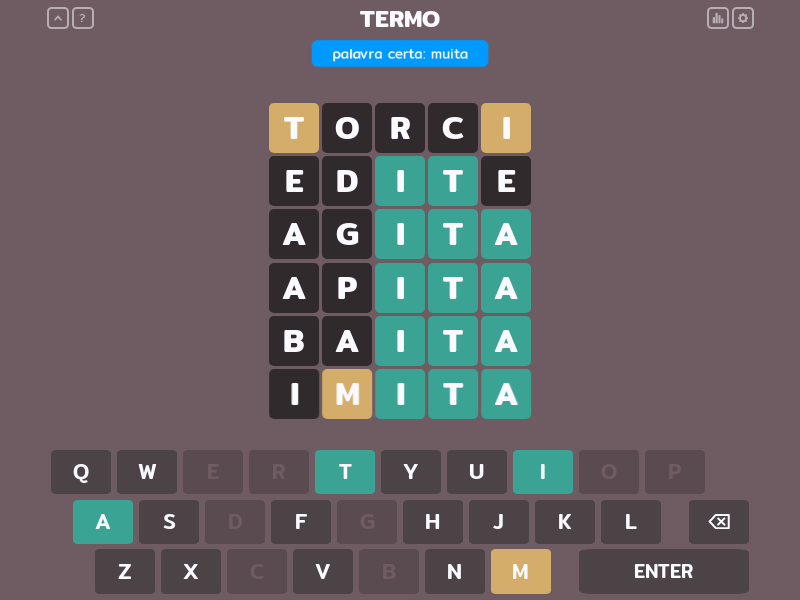 ?
TERMO
palavra certa: muita
T O R C I
E D I T E
A G I T A
A P I T A
B A I T A
I M I T A
Q W E R T Y U I O P
A S D F G H J K L
Z X C V B N M ENTER